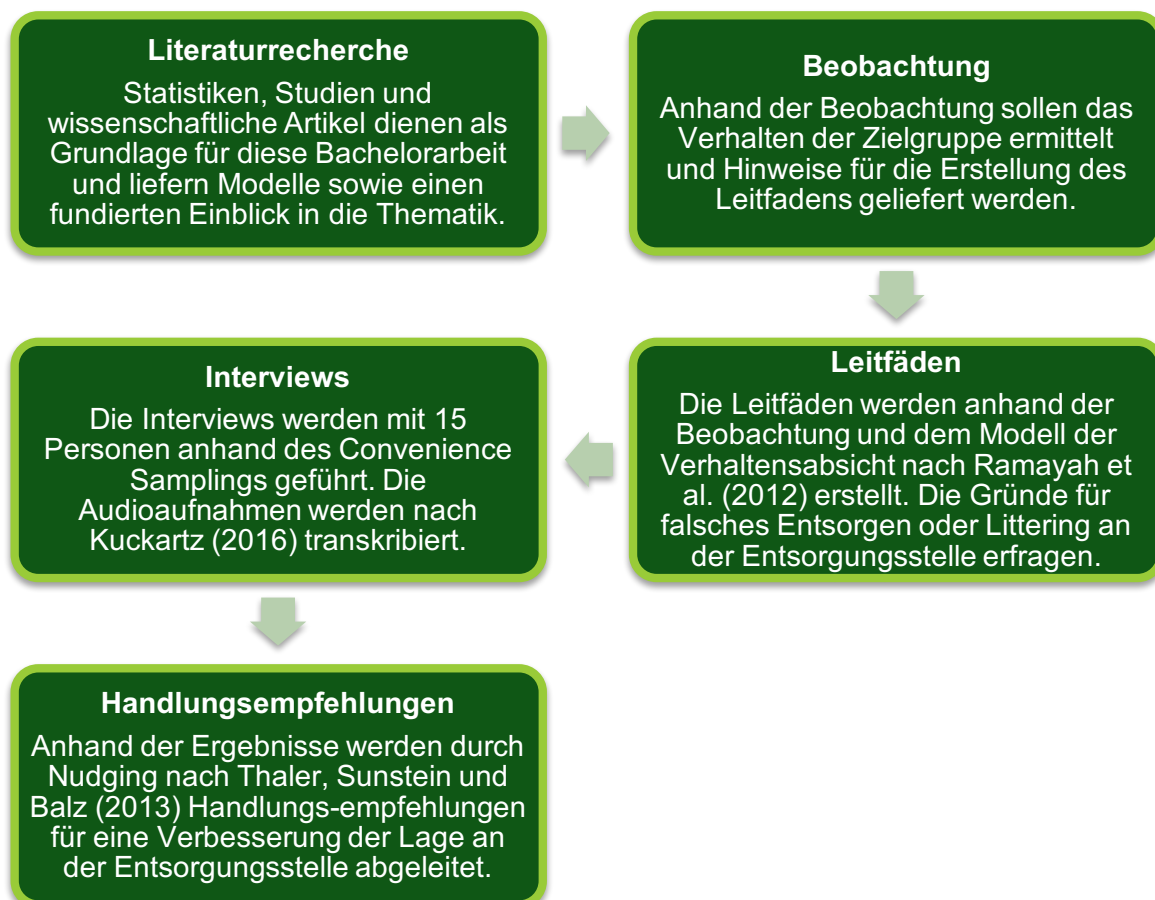 Literaturrecherche
Statistiken, Studien und
wissenschaftliche Artikel dienen als
Grundlage für diese Bachelorarbeit
und liefern Modelle sowie einen
fundierten Einblick in die Thematik.
Beobachtung
Anhand der Beobachtung sollen das
Verhalten der Zielgruppe ermittelt
und Hinweise für die Erstellung des
Leitfadens geliefert werden.
Leitfäden
Die Leitfäden werden anhand der
Beobachtung und dem Modell der
Verhaltensabsicht nach Ramayah et
al. (2012) erstellt. Die Gründe für
falsches Entsorgen oder Littering an
der Entsorgungsstelle erfragen.
Interviews
Die Interviews werden mit 15
Personen anhand des Convenience
Samplings geführt. Die
Audioaufnahmen werden nach
Kuckartz (2016) transkribiert.
Handlungsempfehlungen
Anhand der Ergebnisse werden durch
Nudging nach Thaler, Sunstein und
Balz (2013) Handlungs-empfehlungen
für eine Verbesserung der Lage an
der Entsorgungsstelle abgeleitet.